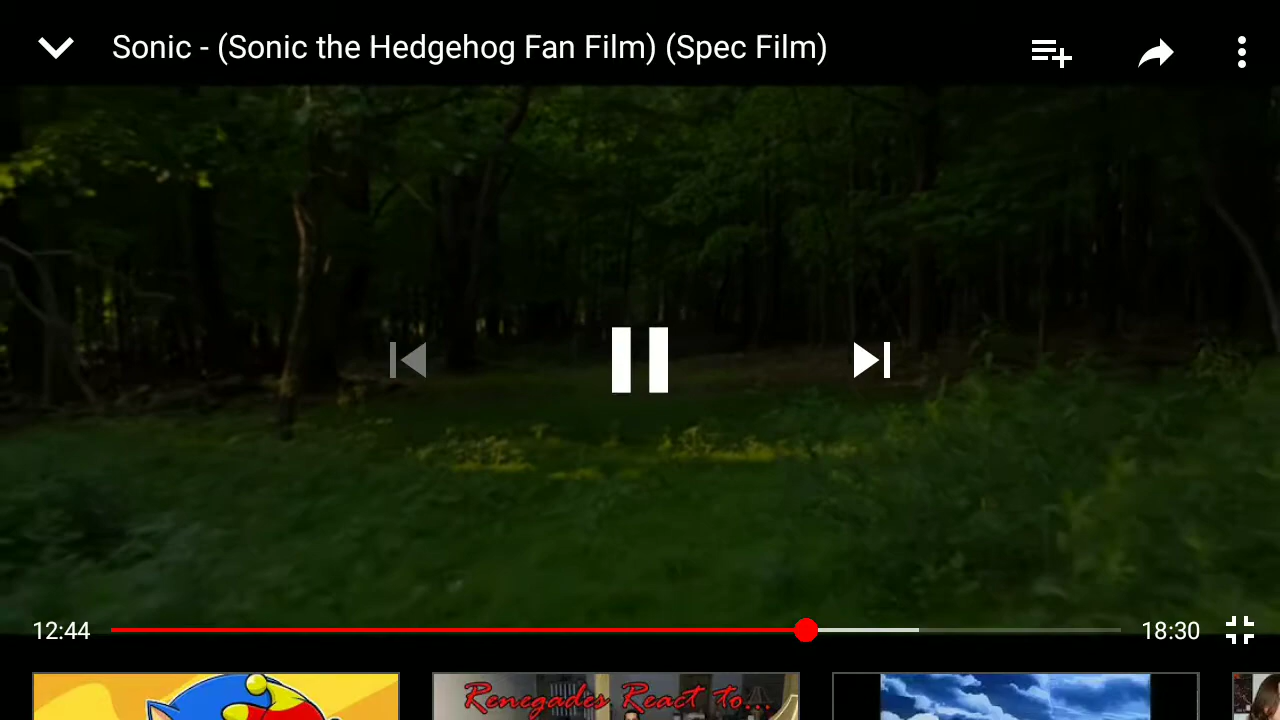 Sonic - (Sonic the Hedgehog Fan Film) (Spec Film)
12:44
18:30
Renegades React to...